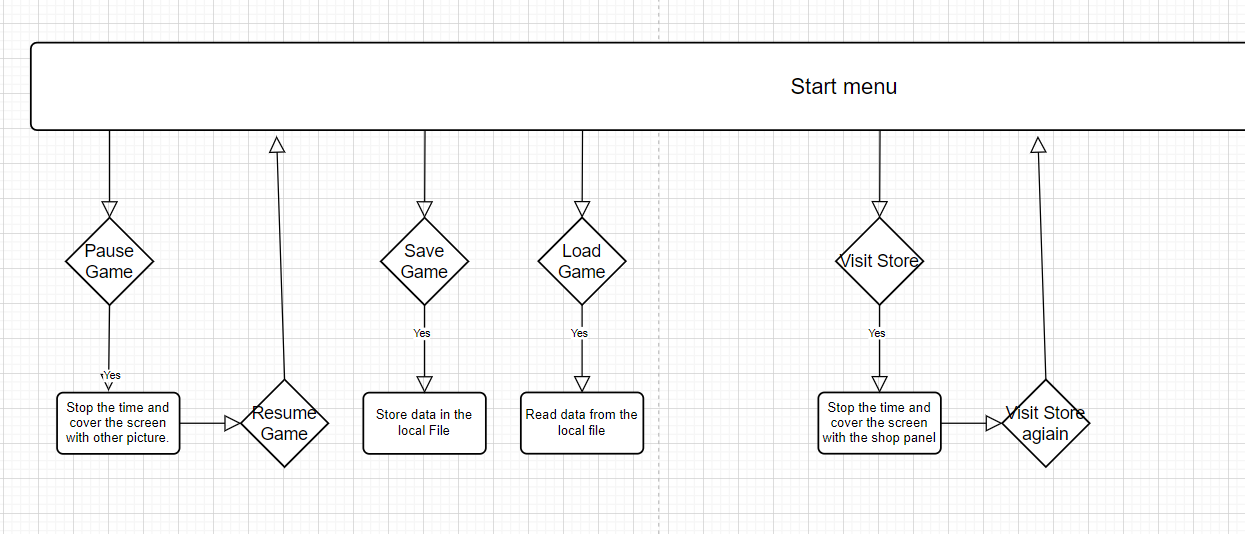 Start menu
Pause
Game
Save
Game
Load
Game
Visit Store
Yes
Yes
Yes
Yes
Stop the time and
cover the screen
with other picture.
Resume
Game
Store data in the
local File
Read data from the
local file
Stop the time and
cover the screen
with the shop panel
Visit Store
agiain